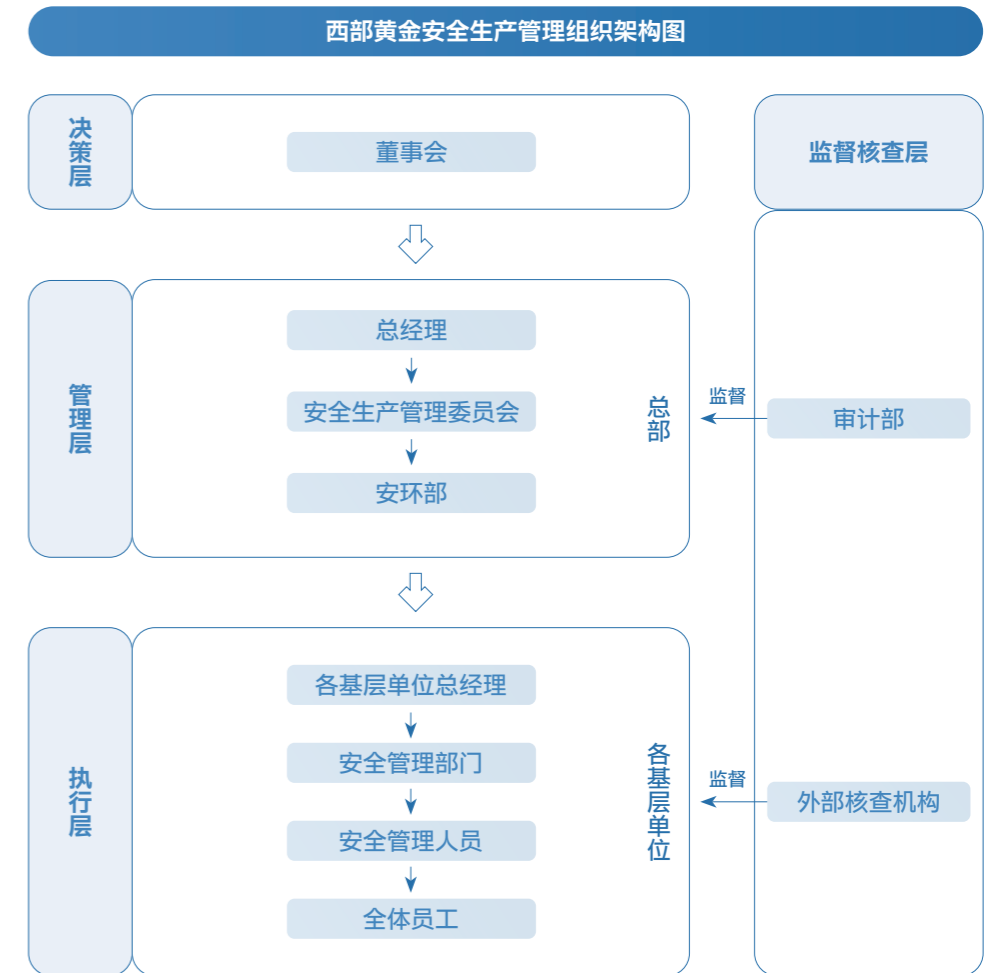 西部黄金安全生产管理组织架构图
决策层
董事会
监督核查层
管理层
总经理
安全生产管理委员会
安环部
总部
监督
审计部
执行层
各基层单位总经理
安全管理部门
安全管理人员
全体员工
各基层单位
监督
外部核查机构